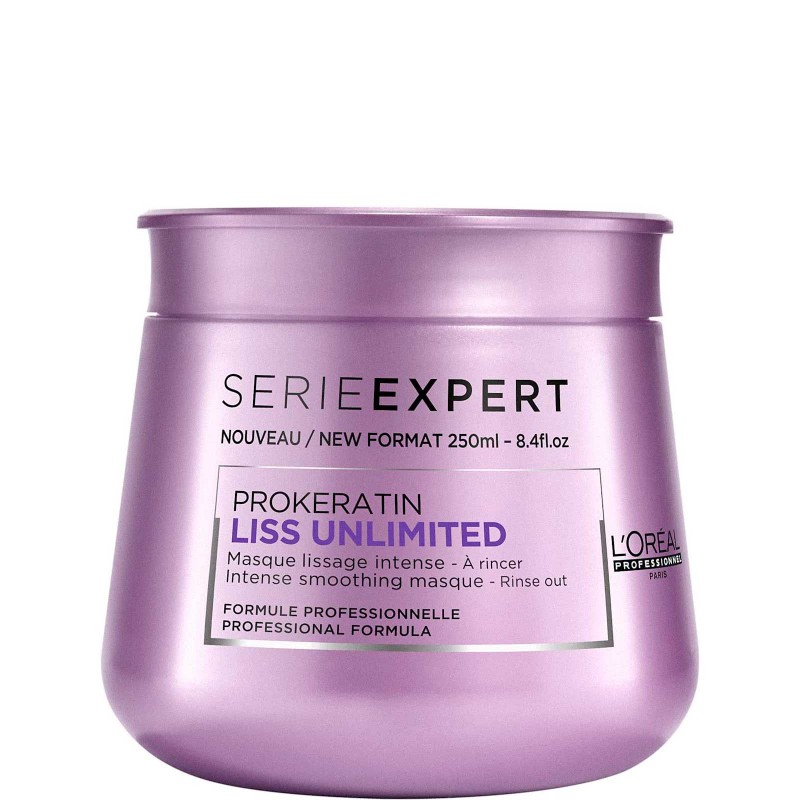 SERIEEXPERT
NOUVEAU / NEW FORMAT 250ml - 8.4fl.oz
PROKERATIN
LISS UNLIMITED
Masque lissage intense - À rincer
Intense smoothing masque - Rinse out
FORMULE PROFESSIONNELLE
PROFESSIONAL FORMULA
L'ORÉAL
PROFESSIONNEL
PARIS